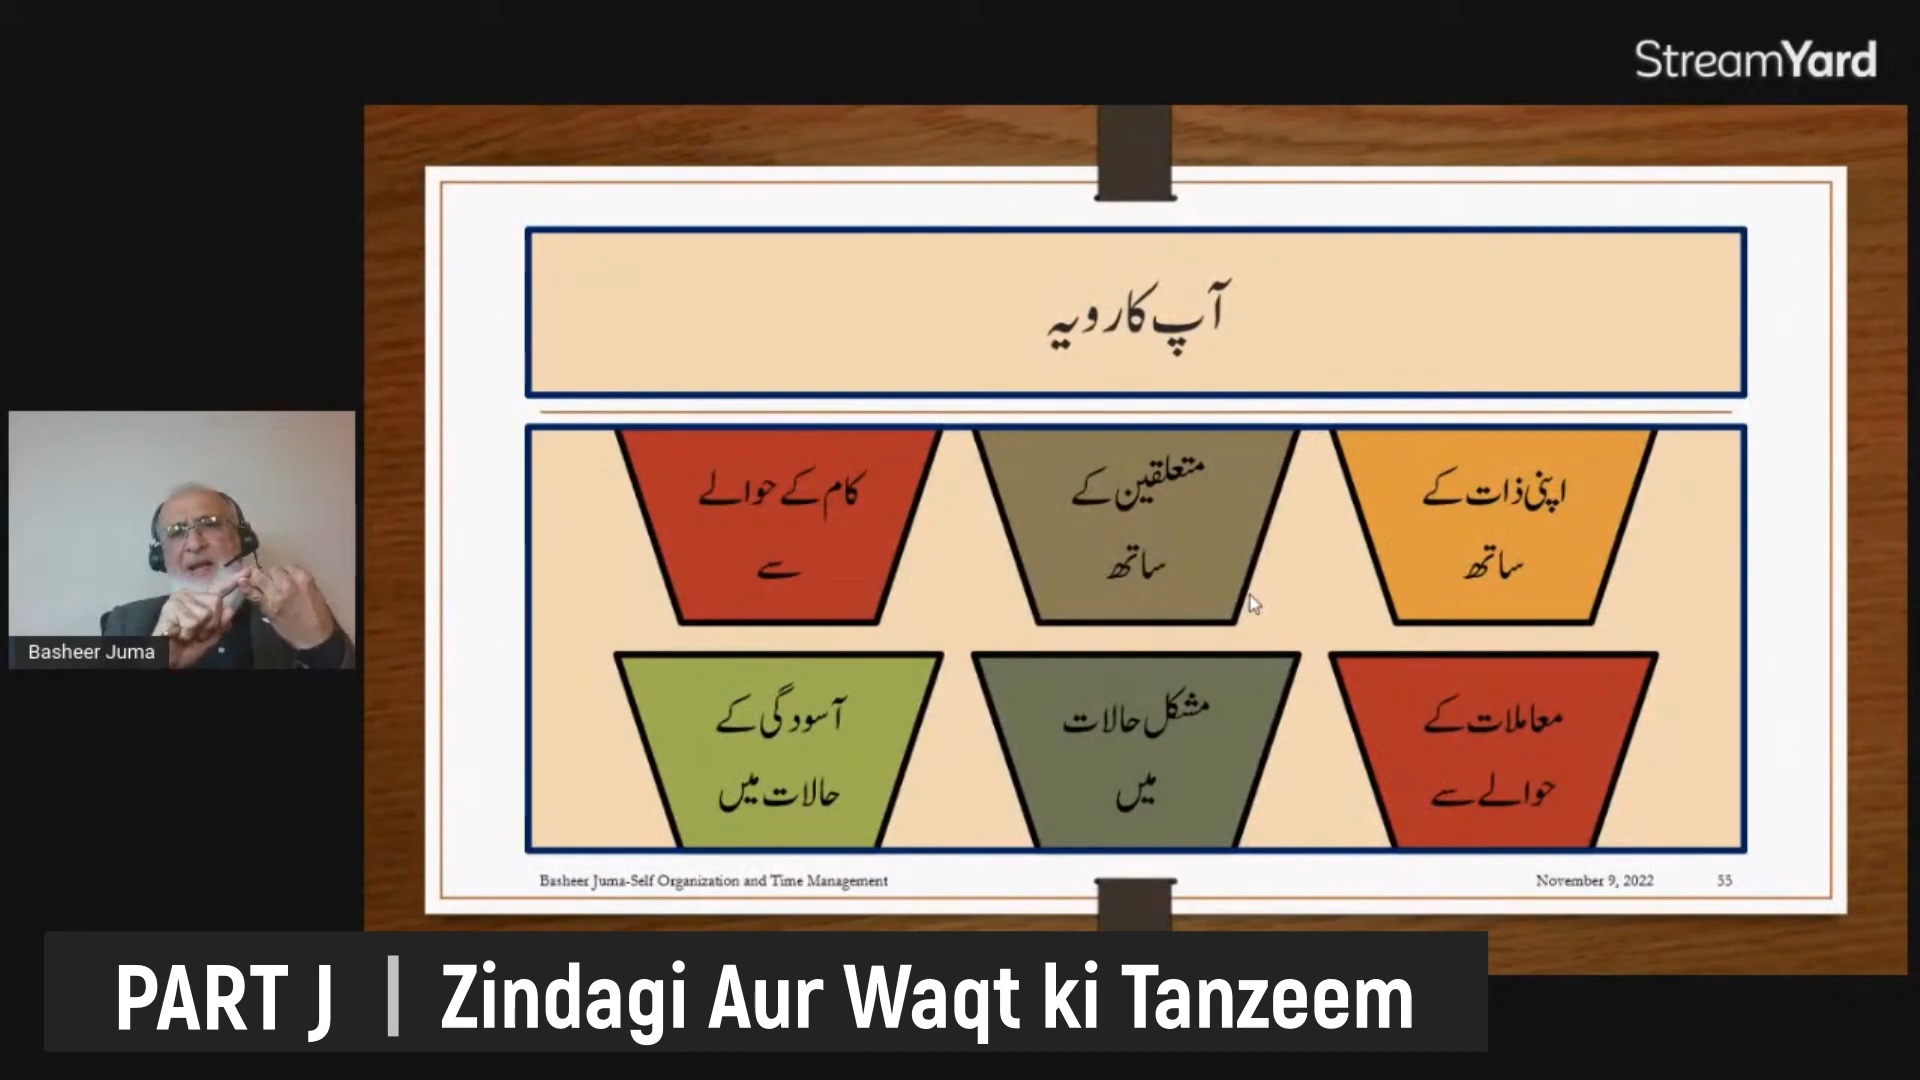 StreamYard
آپ کا رویہ
اپنی ذات کے
ساتھ
متعلقین کے
ساتھ
کام کے حوالے
سے
معاملات کے
حوالے سے
مشکل حالات
میں
آسودگی کے
حالات میں
Basheer Juma-Self Organization and Time Management
November 9, 2022
55
Basheer Juma
PART J | Zindagi Aur Waqt ki Tanzeem